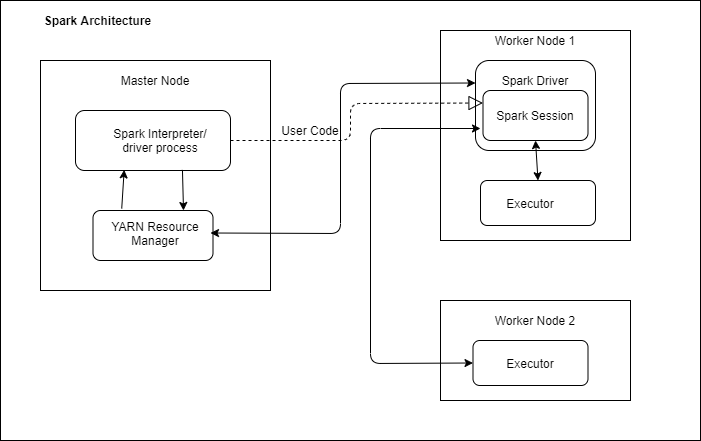 Spark Architecture
Master Node
Spark Interpreter/
driver process
YARN Resource
Manager
User Code
Worker Node 1
Spark Driver
Spark Session
Executor
Worker Node 2
Executor